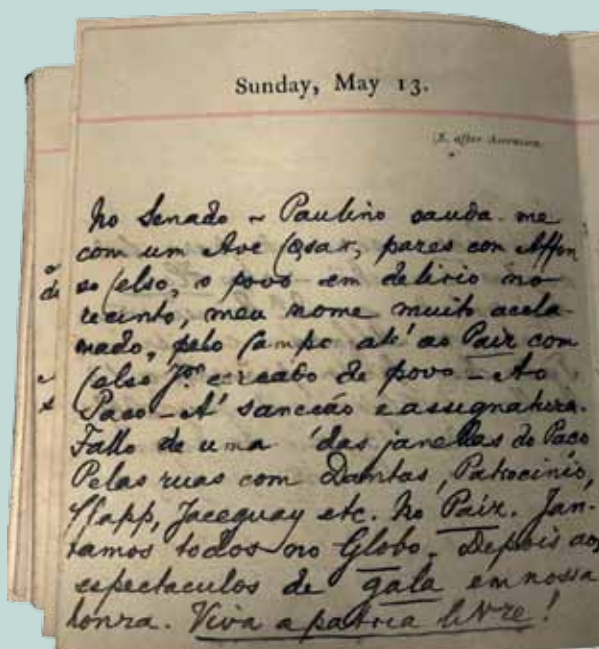 Sunday, May 13.
(S. after Ascension.
No Senado ~ Paulino sauda-me
com um Ave Cesar, pares com Affon
so Celso, o povo em delirio no
recinto, meu nome muito accla-
mado, pelo Campo até ao Paiz com
Celso Jor cercado de povo – Ao
Paço – A' sancção e assignatura.
Fallo de uma das janellas do Paço
Pelas ruas com Dantas, Patrocinio,
Clapp, Jaceguay etc. No Paiz. Jan-
tamos todos no Globo. Depois aos
espectaculos de gala em nossa
honra. Viva a patria livre!